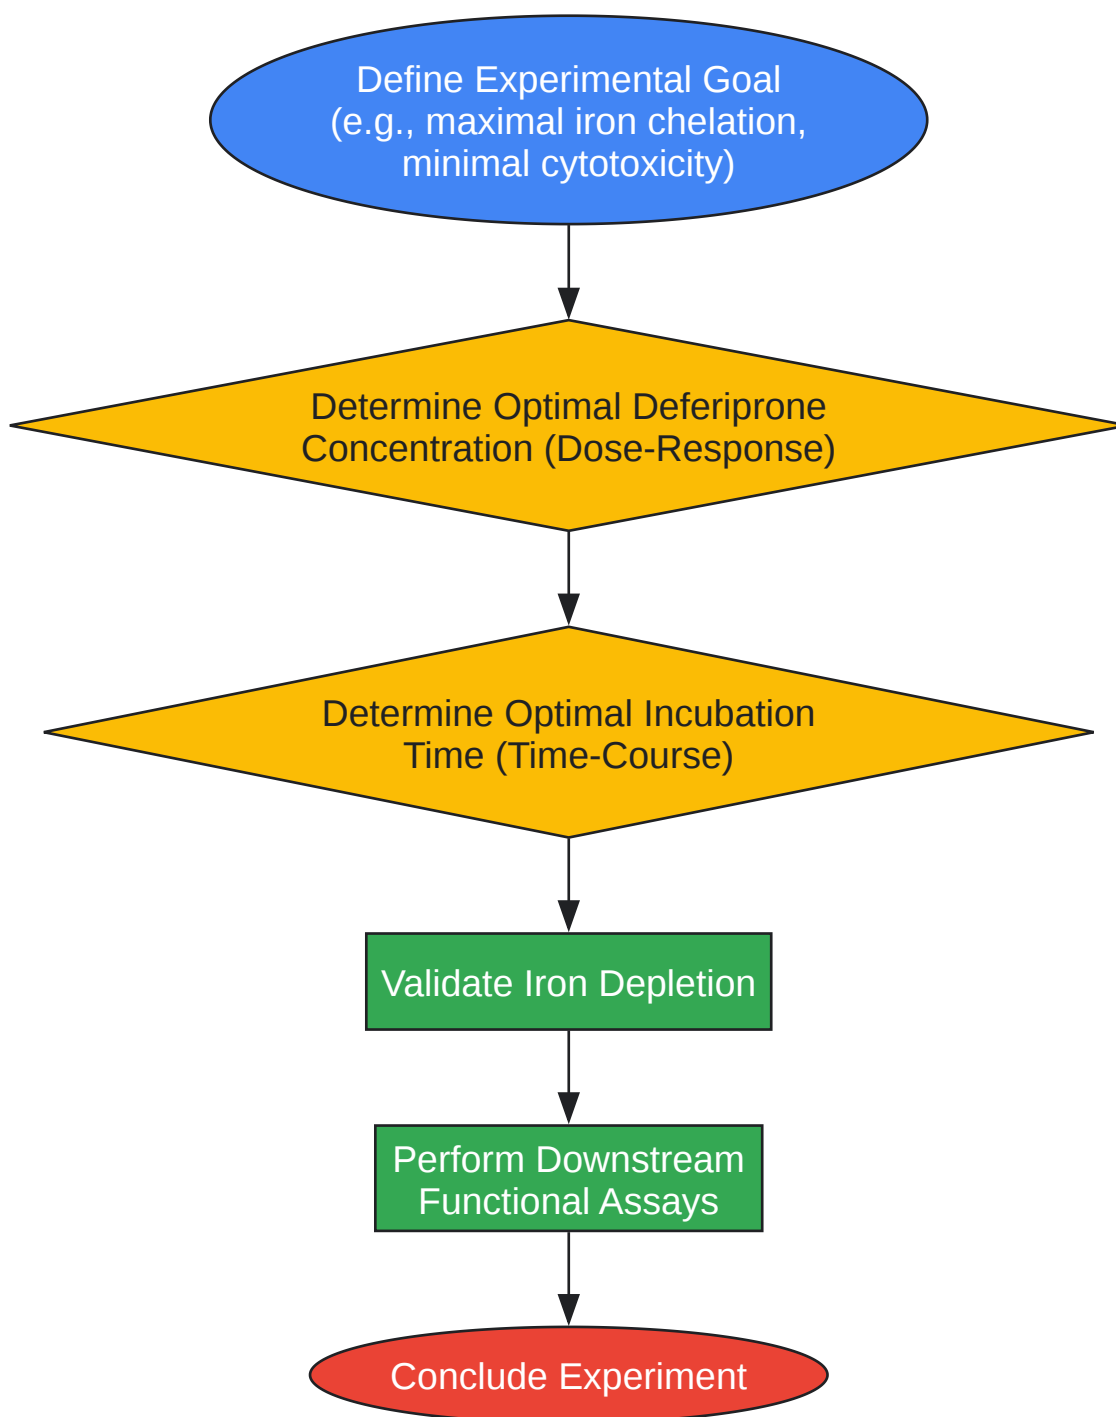 Define Experimental Goal
(e.g., maximal iron chelation,
minimal cytotoxicity)
Determine Optimal Deferiprone
Concentration (Dose-Response)
Determine Optimal Incubation
Time (Time-Course)
Validate Iron Depletion
Perform Downstream
Functional Assays
Conclude Experiment